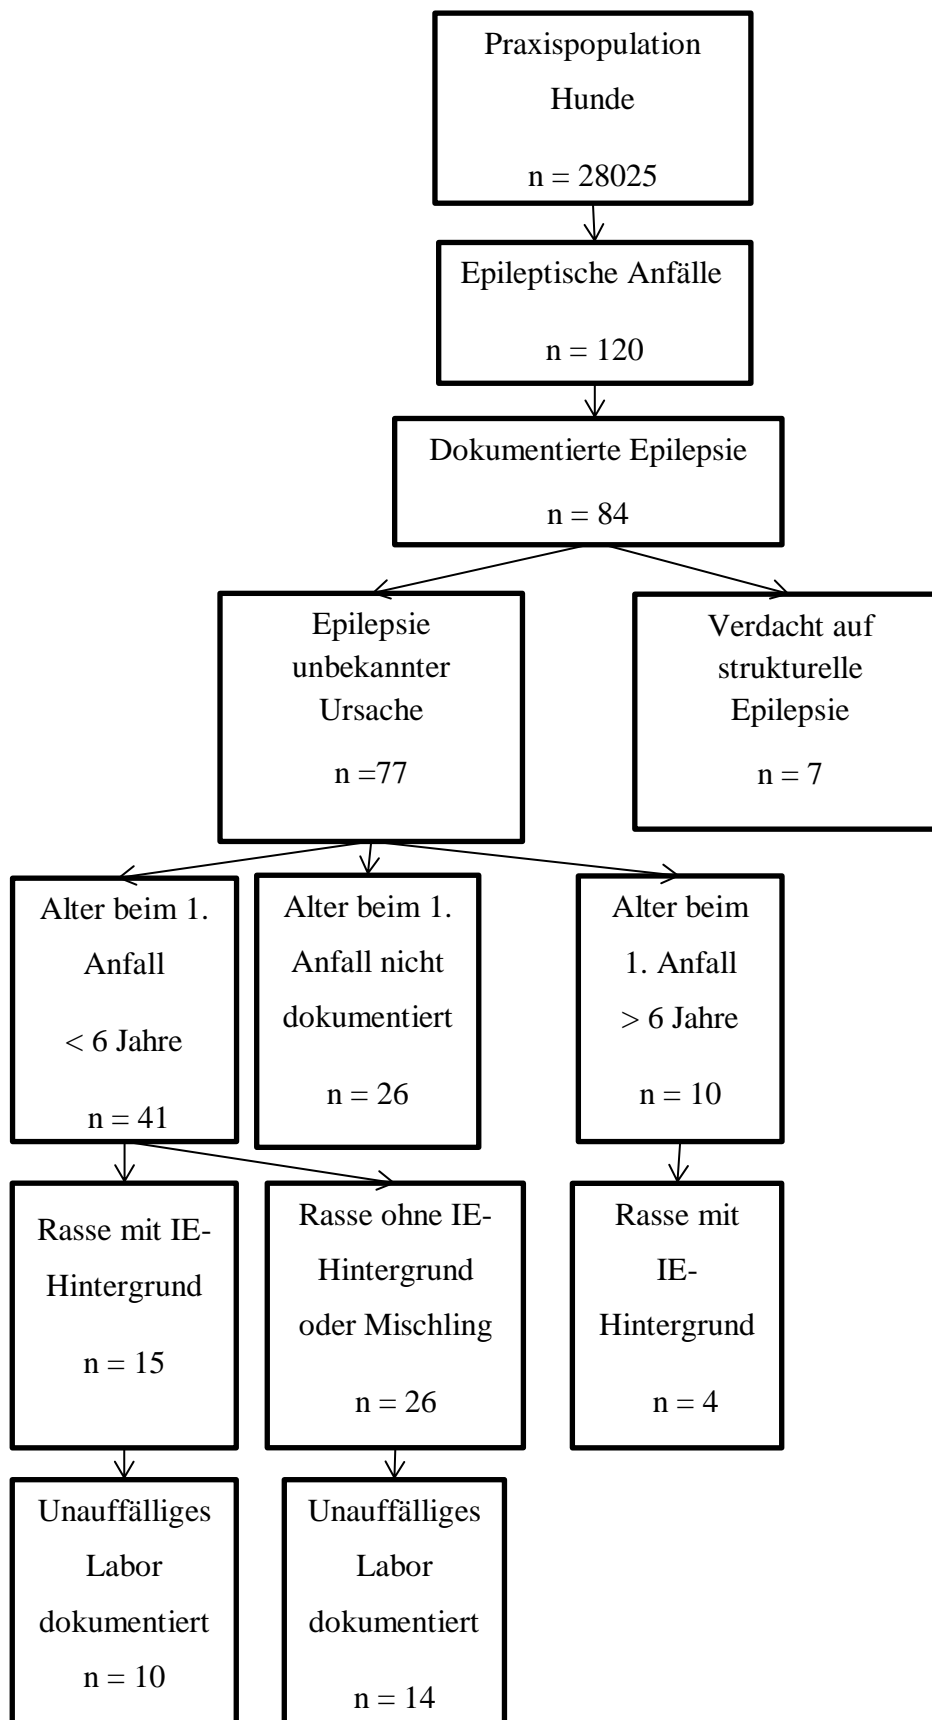 Praxispopulation
Hunde
n = 28025
Epileptische Anfälle
n = 120
Dokumentierte Epilepsie
n = 84
Epilepsie
unbekannter
Ursache
n =77
Verdacht auf
strukturelle
Epilepsie
n = 7
Alter beim 1.
Anfall
< 6 Jahre
n = 41
Alter beim 1.
Anfall nicht
dokumentiert
n = 26
Alter beim
1. Anfall
> 6 Jahre
n = 10
Rasse mit IE-
Hintergrund
n = 15
Rasse ohne IE-
Hintergrund
oder Mischling
n = 26
Rasse mit
IE-
Hintergrund
n = 4
Unauffälliges
Labor
dokumentiert
n = 10
Unauffälliges
Labor
dokumentiert
n = 14